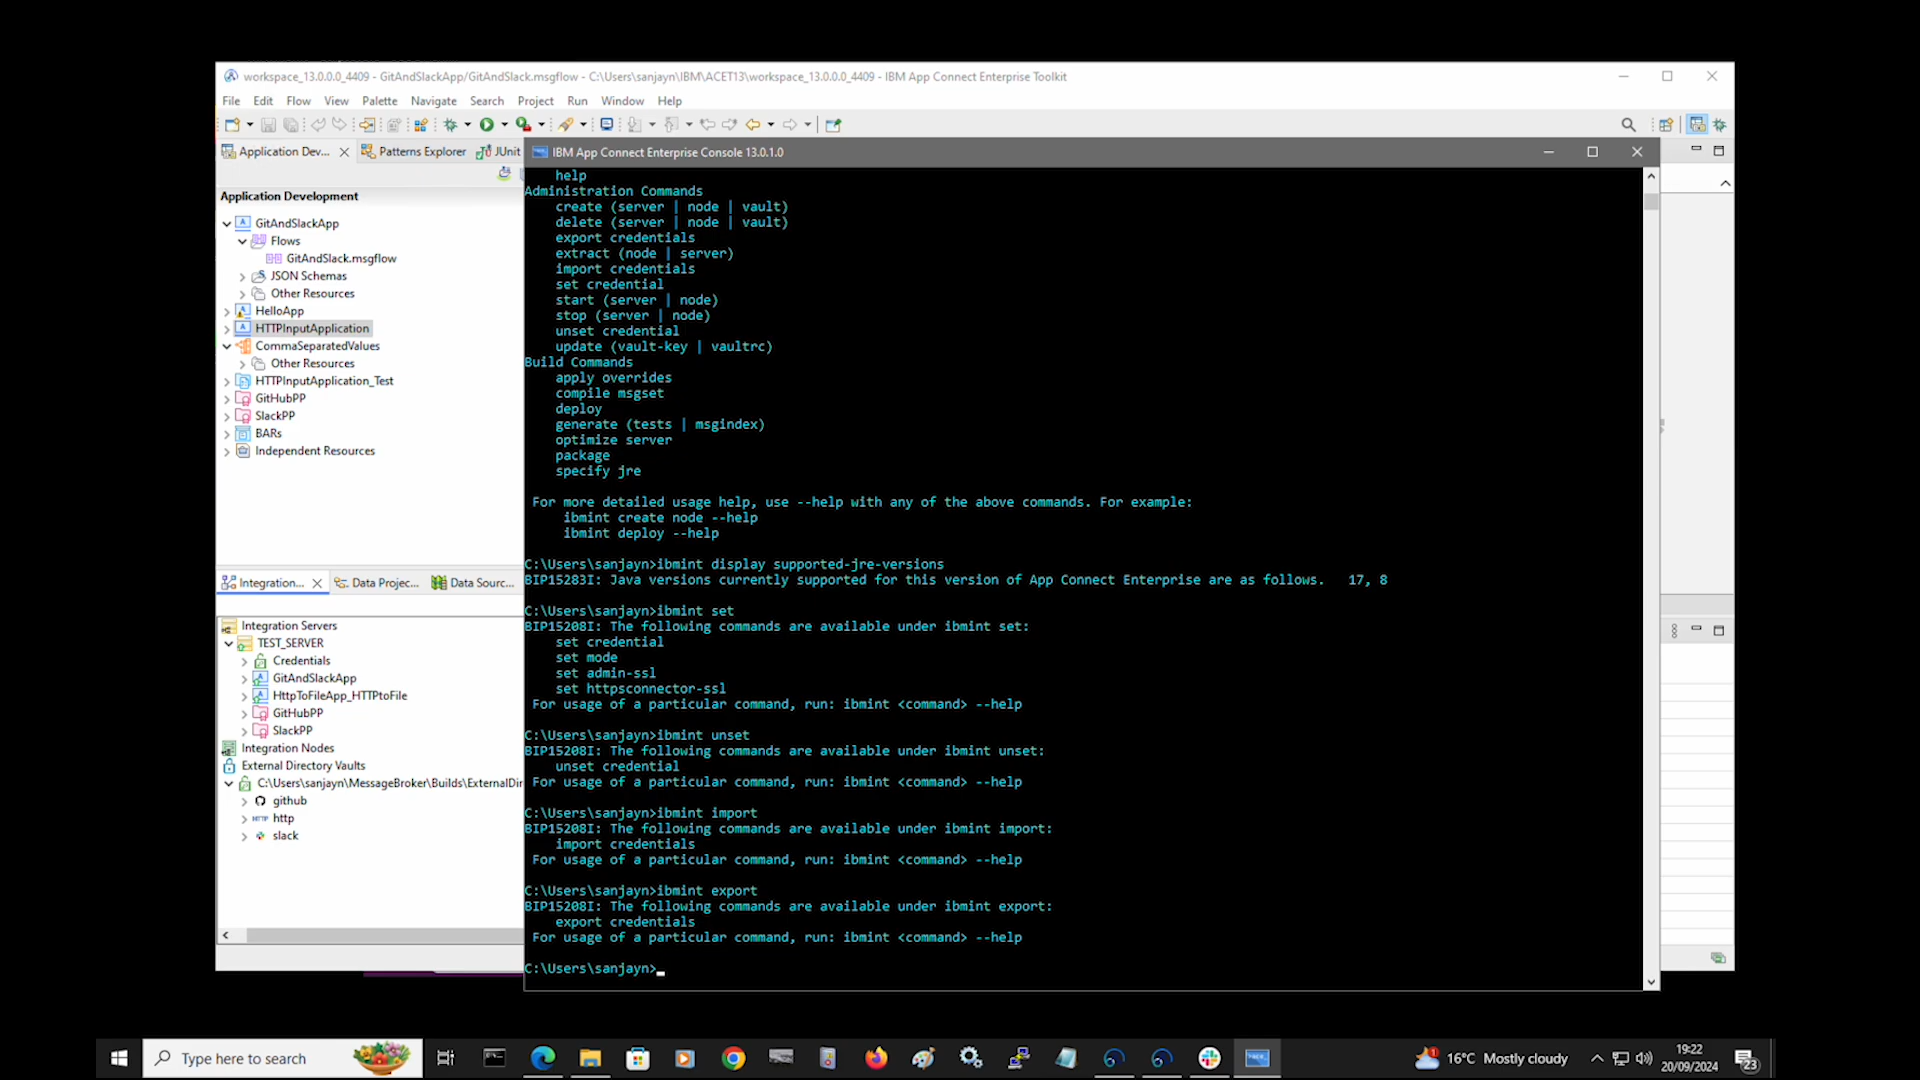 workspace_13.0.0.0_4409 - GitAndSlackApp/GitAndSlack.msgflow - C:\Users\sanjayn\IBM\ACET13\workspace_13.0.0.0_4409 - IBM App Connect Enterprise Toolkit
File Edit Flow View Palette Navigate Search Project Run Window Help
Application Dev... Patterns Explorer JUnit
Application Development
GitAndSlackApp
Flows
GitAndSlack.msgflow
JSON Schemas
Other Resources
HelloApp
HTTPInputApplication
CommaSeparatedValues
Other Resources
HTTPInputApplication_Test
GitHubPP
SlackPP
BARs
Independent Resources
Integration... Data Projec... Data Sourc...
Integration Servers
TEST_SERVER
Credentials
GitAndSlackApp
HttpToFileApp_HTTPtoFile
GitHubPP
SlackPP
Integration Nodes
External Directory Vaults
C:\Users\sanjayn\MessageBroker\Builds\ExternalDir
github
HTTP http
slack
IBM App Connect Enterprise Console 13.0.1.0
help
Administration Commands
create (server | node | vault)
delete (server | node | vault)
export credentials
extract (node | server)
import credentials
set credential
start (server | node)
stop (server | node)
unset credential
update (vault-key | vaultrc)
Build Commands
apply overrides
compile msgset
deploy
generate (tests | msgindex)
optimize server
package
specify jre
For more detailed usage help, use --help with any of the above commands. For example:
ibmint create node --help
ibmint deploy --help
C:\Users\sanjayn>ibmint display supported-jre-versions
BIP15283I: Java versions currently supported for this version of App Connect Enterprise are as follows.   17, 8
C:\Users\sanjayn>ibmint set
BIP15208I: The following commands are available under ibmint set:
set credential
set mode
set admin-ssl
set httpsconnector-ssl
For usage of a particular command, run: ibmint <command> --help
C:\Users\sanjayn>ibmint unset
BIP15208I: The following commands are available under ibmint unset:
unset credential
For usage of a particular command, run: ibmint <command> --help
C:\Users\sanjayn>ibmint import
BIP15208I: The following commands are available under ibmint import:
import credentials
For usage of a particular command, run: ibmint <command> --help
C:\Users\sanjayn>ibmint export
BIP15208I: The following commands are available under ibmint export:
export credentials
For usage of a particular command, run: ibmint <command> --help
C:\Users\sanjayn>
Type here to search
16°C Mostly cloudy
19:22
20/09/2024
23